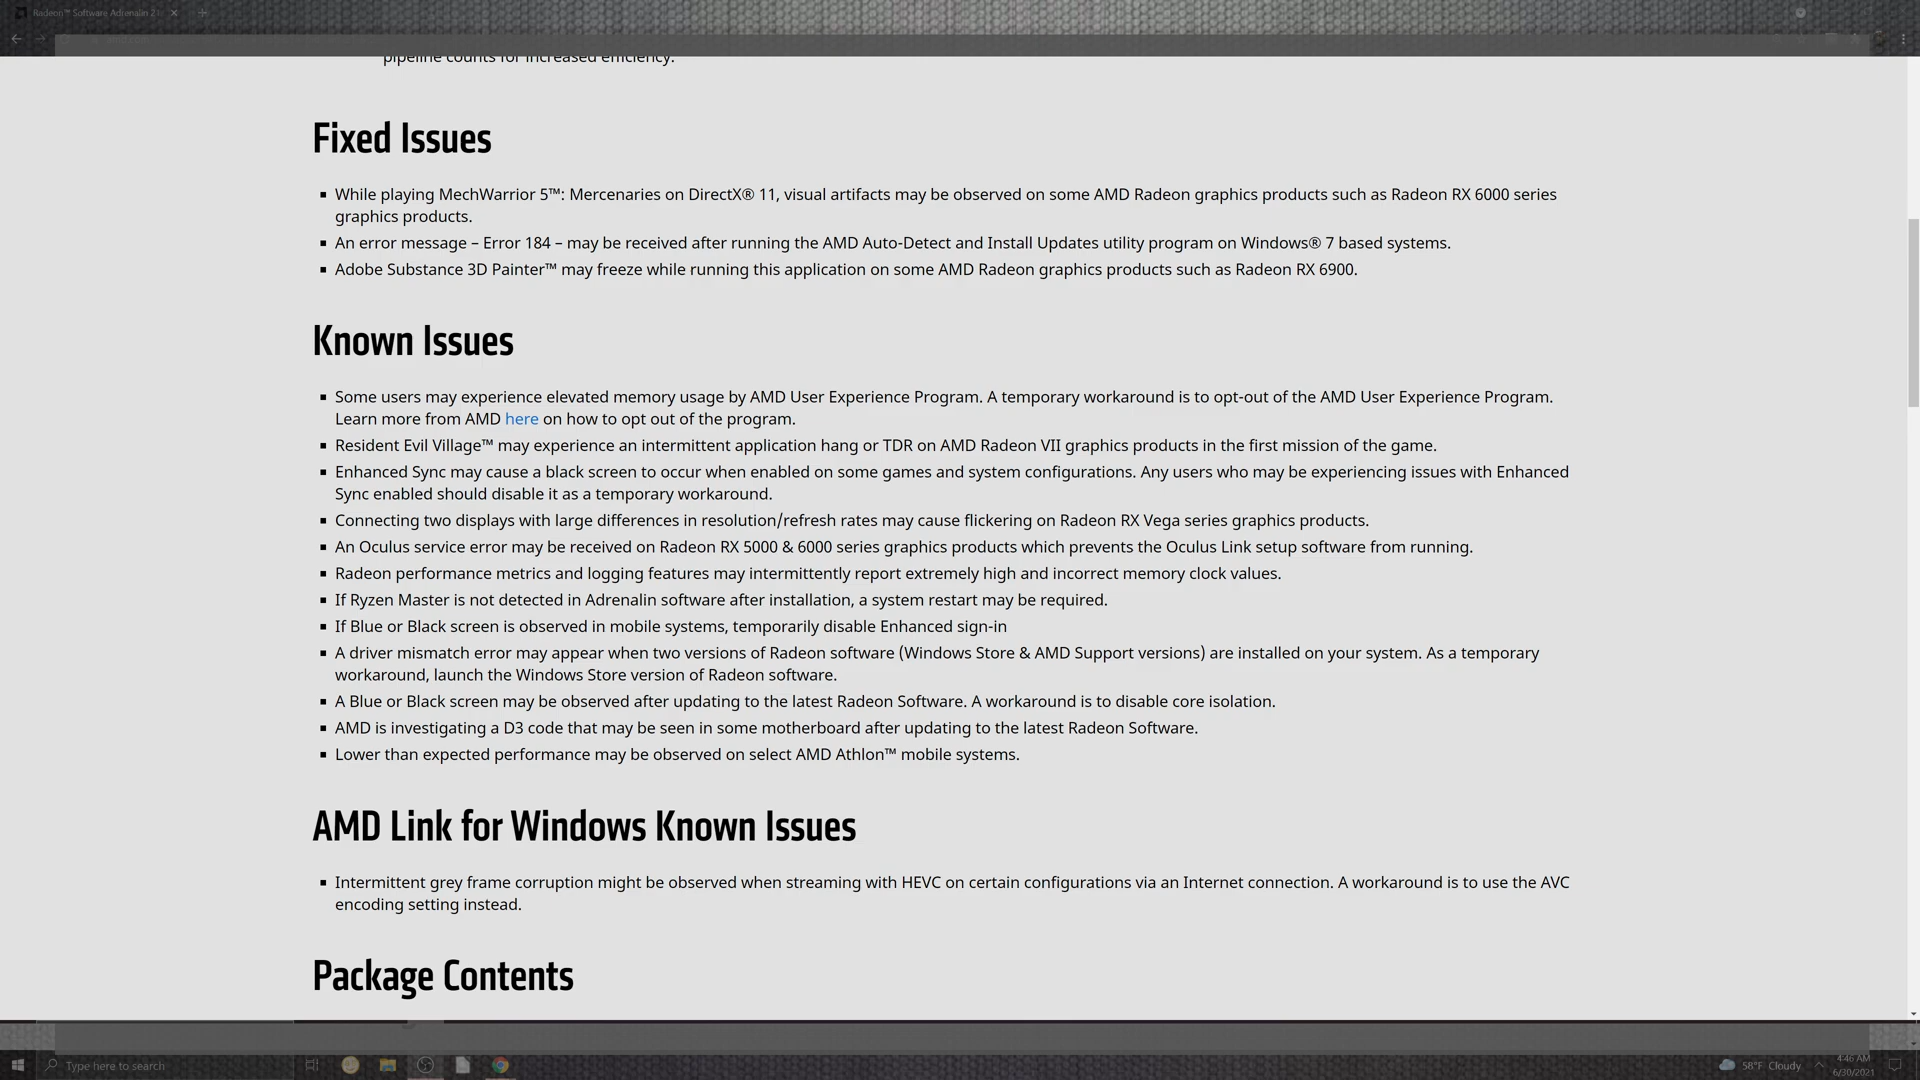 Radeon™ Software Adrenalin 21
pipeline counts for increased efficiency.
Fixed Issues
While playing MechWarrior 5™: Mercenaries on DirectX® 11, visual artifacts may be observed on some AMD Radeon graphics products such as Radeon RX 6000 series
graphics products.
An error message – Error 184 – may be received after running the AMD Auto-Detect and Install Updates utility program on Windows® 7 based systems.
Adobe Substance 3D Painter™ may freeze while running this application on some AMD Radeon graphics products such as Radeon RX 6900.
Known Issues
Some users may experience elevated memory usage by AMD User Experience Program. A temporary workaround is to opt-out of the AMD User Experience Program.
Learn more from AMD here on how to opt out of the program.
Resident Evil Village™ may experience an intermittent application hang or TDR on AMD Radeon VII graphics products in the first mission of the game.
Enhanced Sync may cause a black screen to occur when enabled on some games and system configurations. Any users who may be experiencing issues with Enhanced
Sync enabled should disable it as a temporary workaround.
Connecting two displays with large differences in resolution/refresh rates may cause flickering on Radeon RX Vega series graphics products.
An Oculus service error may be received on Radeon RX 5000 & 6000 series graphics products which prevents the Oculus Link setup software from running.
Radeon performance metrics and logging features may intermittently report extremely high and incorrect memory clock values.
If Ryzen Master is not detected in Adrenalin software after installation, a system restart may be required.
If Blue or Black screen is observed in mobile systems, temporarily disable Enhanced sign-in
A driver mismatch error may appear when two versions of Radeon software (Windows Store & AMD Support versions) are installed on your system. As a temporary
workaround, launch the Windows Store version of Radeon software.
A Blue or Black screen may be observed after updating to the latest Radeon Software. A workaround is to disable core isolation.
AMD is investigating a D3 code that may be seen in some motherboard after updating to the latest Radeon Software.
Lower than expected performance may be observed on select AMD Athlon™ mobile systems.
AMD Link for Windows Known Issues
Intermittent grey frame corruption might be observed when streaming with HEVC on certain configurations via an Internet connection. A workaround is to use the AVC
encoding setting instead.
Package Contents
Type here to search
58°F Cloudy
4:46 AM
6/30/2021